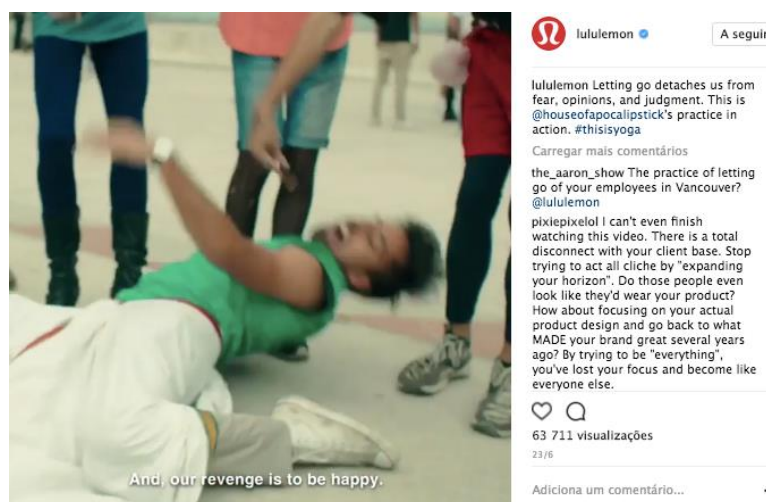 lululemon
A seguir
lululemon Letting go detaches us from
fear, opinions, and judgment. This is
@houseofapocalipstick's practice in
action. #thisisyoga
Carregar mais comentários
the_aaron_show The practice of letting
go of your employees in Vancouver?
@lululemon
pixiepixelol I can't even finish
watching this video. There is a total
disconnect with your client base. Stop
trying to act all cliche by "expanding
your horizon". Do those people even
look like they'd wear your product?
How about focusing on your actual
product design and go back to what
MADE your brand great several years
ago? By trying to be "everything",
you've lost your focus and become like
everyone else.
63 711 visualizações
23/6
Adiciona um comentário...
And, our revenge is to be happy.